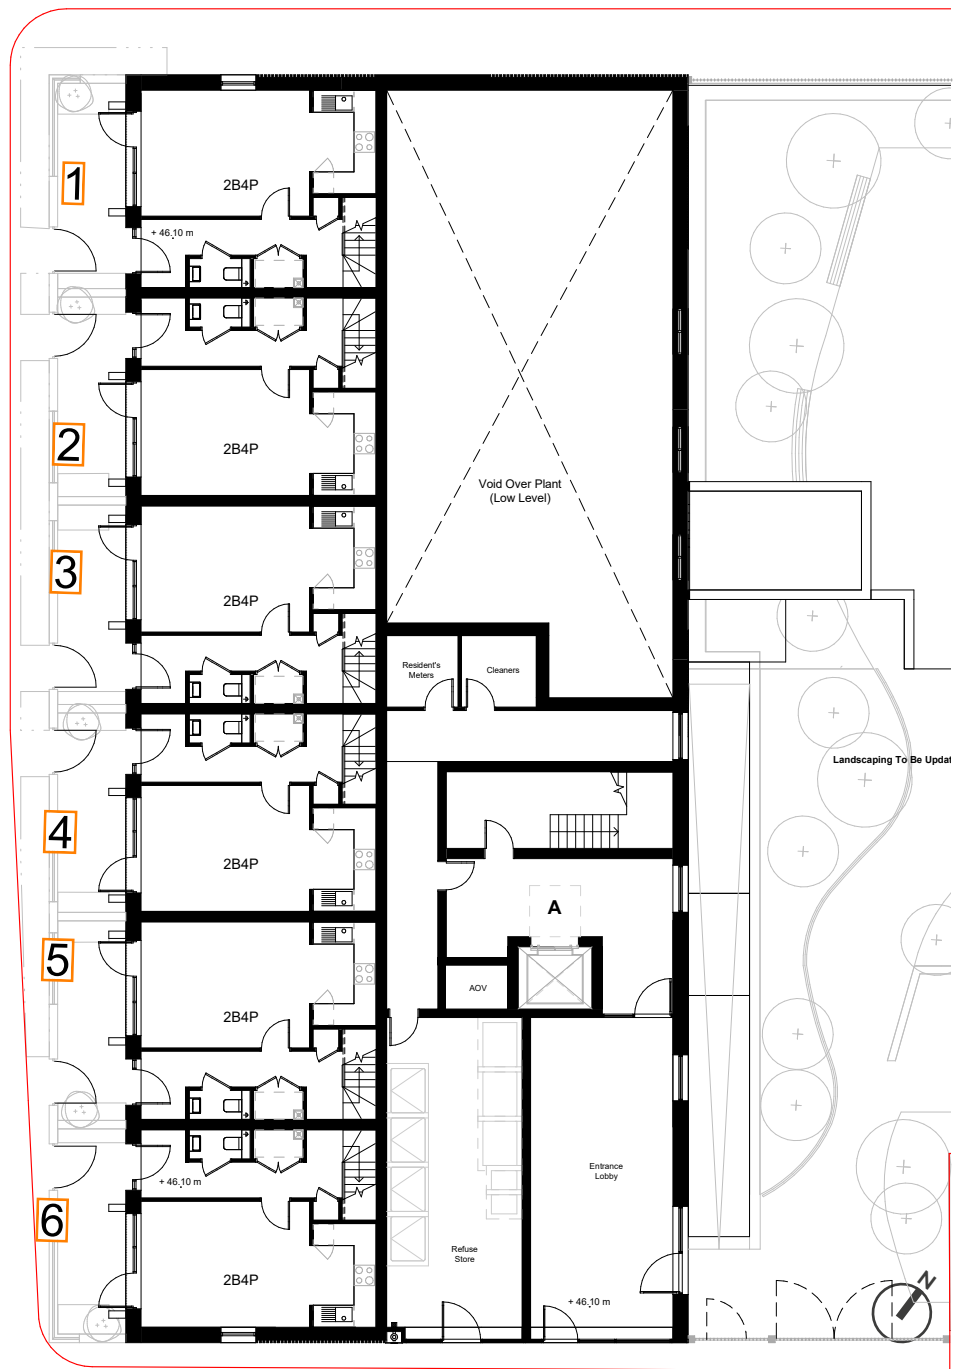 1
2B4P
+ 46.10 m
2
2B4P
Void Over Plant
(Low Level)
3
2B4P
Resident's
Meters
Cleaners
Landscaping To Be Updat
4
2B4P
A
5
AOV
2B4P
Entrance
Lobby
+ 46.10 m
6
Refuse
Store
2B4P
+ 46.10 m
N